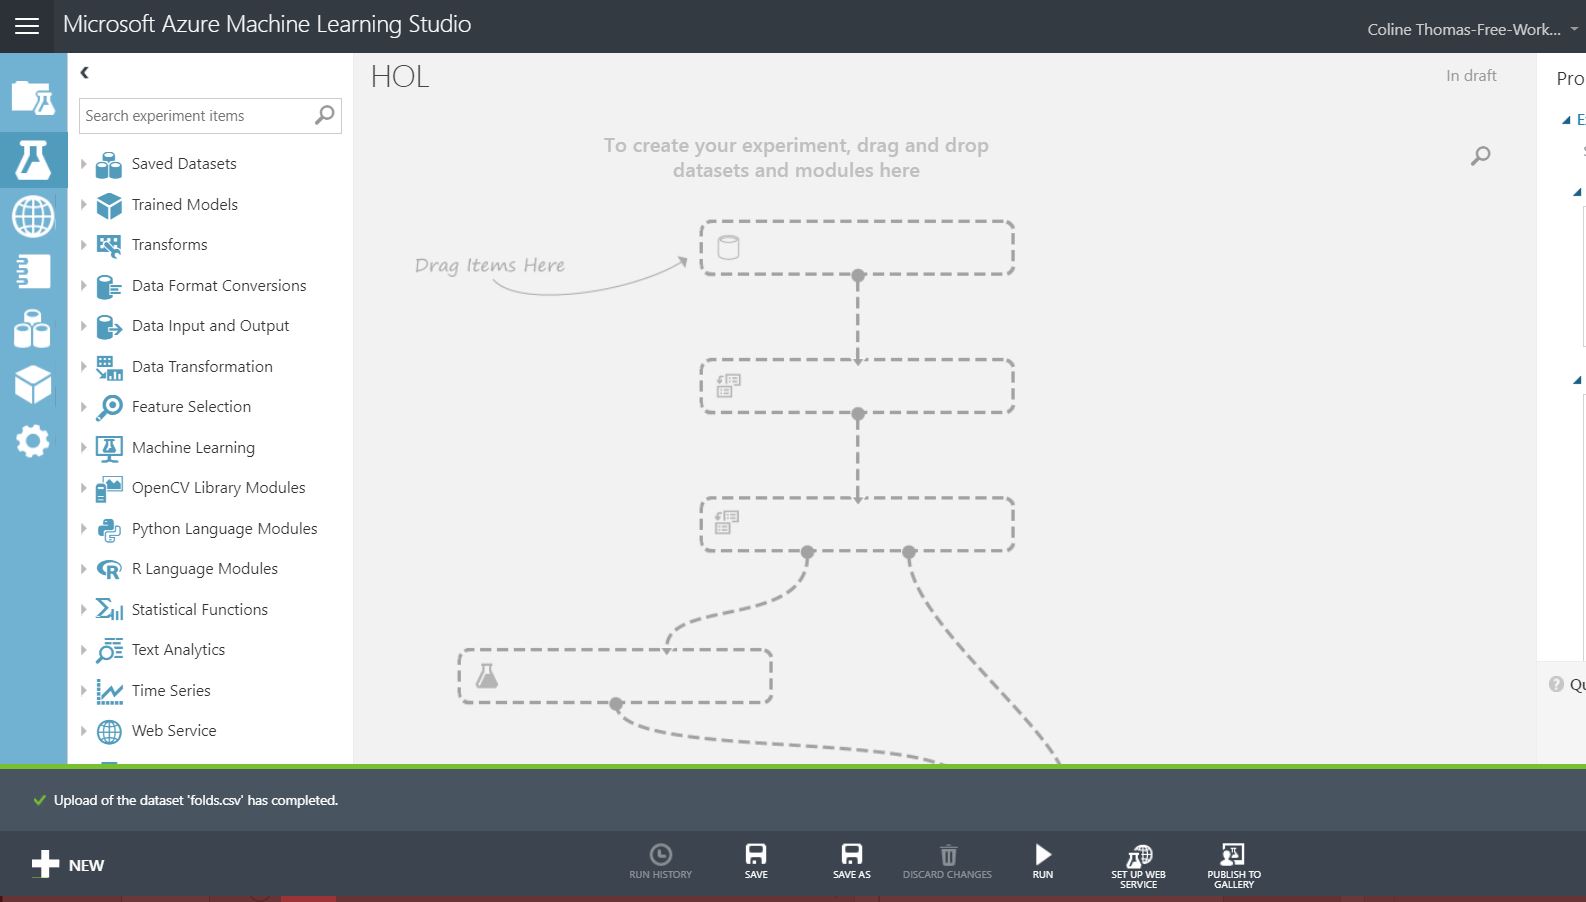 Microsoft Azure Machine Learning Studio
Coline Thomas-Free-Work...
Search experiment items
Saved Datasets
Trained Models
Transforms
Data Format Conversions
Data Input and Output
Data Transformation
Feature Selection
Machine Learning
OpenCV Library Modules
Python Language Modules
R Language Modules
Statistical Functions
Text Analytics
Time Series
Web Service
HOL
In draft
To create your experiment, drag and drop
datasets and modules here
Drag Items Here
Pro
Upload of the dataset 'folds.csv' has completed.
NEW
RUN HISTORY
SAVE
SAVE AS
DISCARD CHANGES
RUN
SET UP WEB
SERVICE
PUBLISH TO
GALLERY